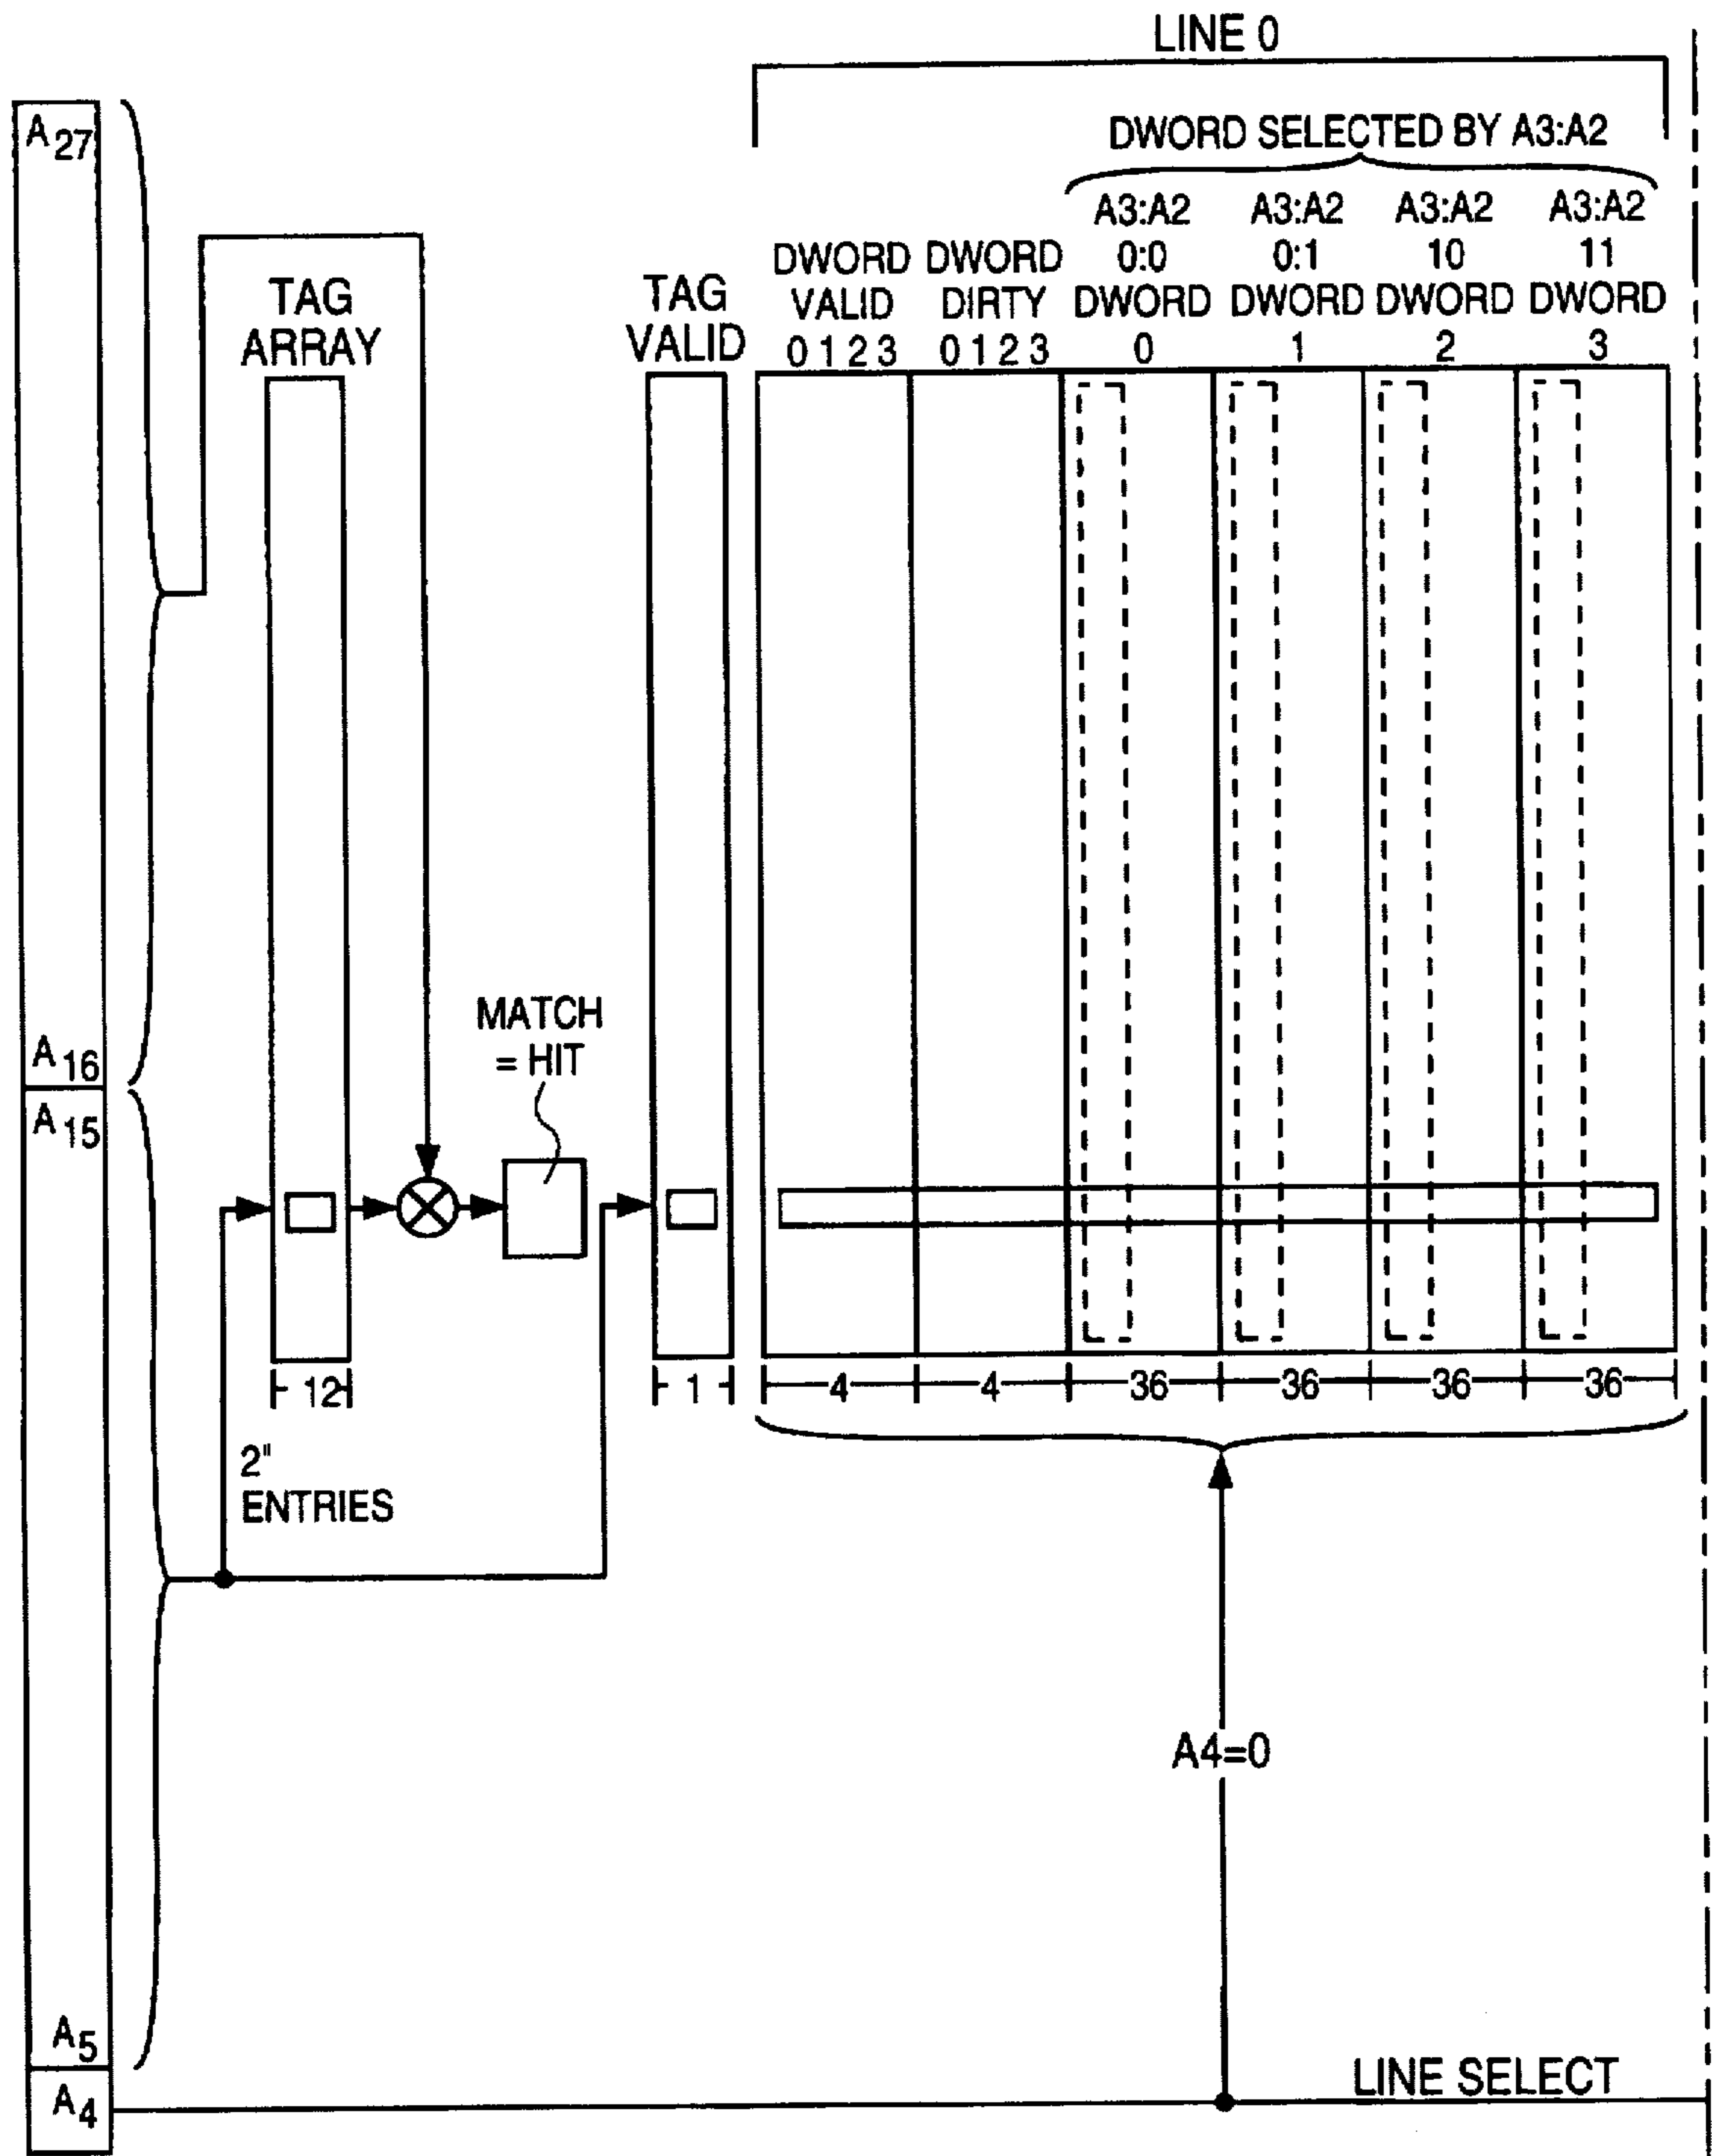 LINE 0
DWORD SELECTED BY A3:A2
A3:A2 A3:A2 A3:A2 A3:A2
0:0 0:1 10 11
DWORD DWORD DWORD DWORD
0 1 2 3
DWORD VALID
0 1 2 3
DWORD DIRTY
0 1 2 3
TAG
VALID
TAG
ARRAY
A27
A16
A15
A5
A4
MATCH
= HIT
12
1
4 4 36 36 36 36
2"
ENTRIES
A4=0
LINE SELECT